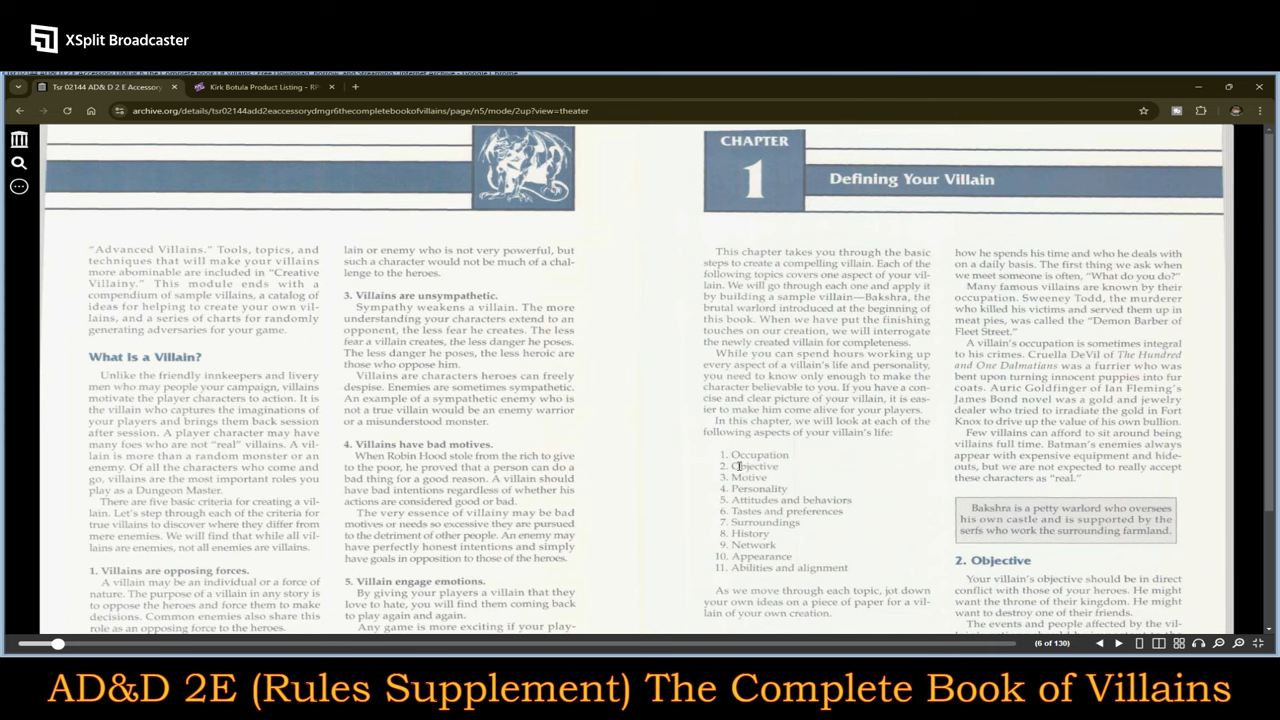 XSplit Broadcaster
Tsr 02144 AD& D 2 E Accessory
Kirk Botula Product Listing - RP
archive.org/details/tsr02144add2eaccessorydmgr6thecompletebookofvillains/page/n5/mode/2up?view=theater
"Advanced Villains." Tools, topics, and
techniques that will make your villains
more abominable are included in "Creative
Villainy." This module ends with a
compendium of sample villains, a catalog of
ideas for helping to create your own vil-
lains, and a series of charts for randomly
generating adversaries for your game.
What Is a Villain?
Unlike the friendly innkeepers and livery
men who may people your campaign, villains
motivate the player characters to action. It is
the villain who captures the imaginations of
your players and brings them back session
after session. A player character may have
many foes who are not "real" villains. A vil-
lain is more than a random monster or an
enemy. Of all the characters who come and
go, villains are the most important roles you
play as a Dungeon Master.
There are five basic criteria for creating a vil-
lain. Let's step through each of the criteria for
true villains to discover where they differ from
mere enemies. We will find that while all vil-
lains are enemies, not all enemies are villains.
1. Villains are opposing forces.
A villain may be an individual or a force of
nature. The purpose of a villain in any story is
to oppose the heroes and force them to make
decisions. Common enemies also share this
role as an opposing force to the heroes.
lain or enemy who is not very powerful, but
such a character would not be much of a chal-
lenge to the heroes.
3. Villains are unsympathetic.
Sympathy weakens a villain. The more
understanding your characters extend to an
opponent, the less fear he creates. The less
fear a villain creates, the less danger he poses.
The less danger he poses, the less heroic are
those who oppose him.
Villains are characters heroes can freely
despise. Enemies are sometimes sympathetic.
An example of a sympathetic enemy who is
not a true villain would be an enemy warrior
or a misunderstood monster.
4. Villains have bad motives.
When Robin Hood stole from the rich to give
to the poor, he proved that a person can do a
bad thing for a good reason. A villain should
have bad intentions regardless of whether his
actions are considered good or bad.
The very essence of villainy may be bad
motives or needs so excessive they are pursued
to the detriment of other people. An enemy may
have perfectly honest intentions and simply
have goals in opposition to those of the heroes.
5. Villain engage emotions.
By giving your players a villain that they
love to hate, you will find them coming back
to play again and again.
Any game is more exciting if your play-
CHAPTER
1
Defining Your Villain
This chapter takes you through the basic
steps to create a compelling villain. Each of the
following topics covers one aspect of your vil-
lain. We will go through each one and apply it
by building a sample villain—Bakshra, the
brutal warlord introduced at the beginning of
this book. When we have put the finishing
touches on our creation, we will interrogate
the newly created villain for completeness.
While you can spend hours working up
every aspect of a villain's life and personality,
you need to know only enough to make the
character believable to you. If you have a con-
cise and clear picture of your villain, it is eas-
ier to make him come alive for your players.
In this chapter, we will look at each of the
following aspects of your villain's life:
1. Occupation
2. Objective
3. Motive
4. Personality
5. Attitudes and behaviors
6. Tastes and preferences
7. Surroundings
8. History
9. Network
10. Appearance
11. Abilities and alignment
As we move through each topic, jot down
your own ideas on a piece of paper for a vil-
lain of your own creation.
how he spends his time and who he deals with
on a daily basis. The first thing we ask when
we meet someone is often, "What do you do?"
Many famous villains are known by their
occupation. Sweeney Todd, the murderer
who killed his victims and served them up in
meat pies, was called the "Demon Barber of
Fleet Street."
A villain's occupation is sometimes integral
to his crimes. Cruella DeVil of The Hundred
and One Dalmatians was a furrier who was
bent upon turning innocent puppies into fur
coats. Auric Goldfinger of Ian Fleming's
James Bond novel was a gold and jewelry
dealer who tried to irradiate the gold in Fort
Knox to drive up the value of his own bullion.
Few villains can afford to sit around being
villains full time. Batman's enemies always
appear with expensive equipment and hide-
outs, but we are not expected to really accept
these characters as "real."
Bakshra is a petty warlord who oversees
his own castle and is supported by the
serfs who work the surrounding farmland.
2. Objective
Your villain's objective should be in direct
conflict with those of your heroes. He might
want the throne of their kingdom. He might
want to destroy one of their friends.
The events and people affected by the vil-
(6 of 130)
AD&D 2E (Rules Supplement) The Complete Book of Villains